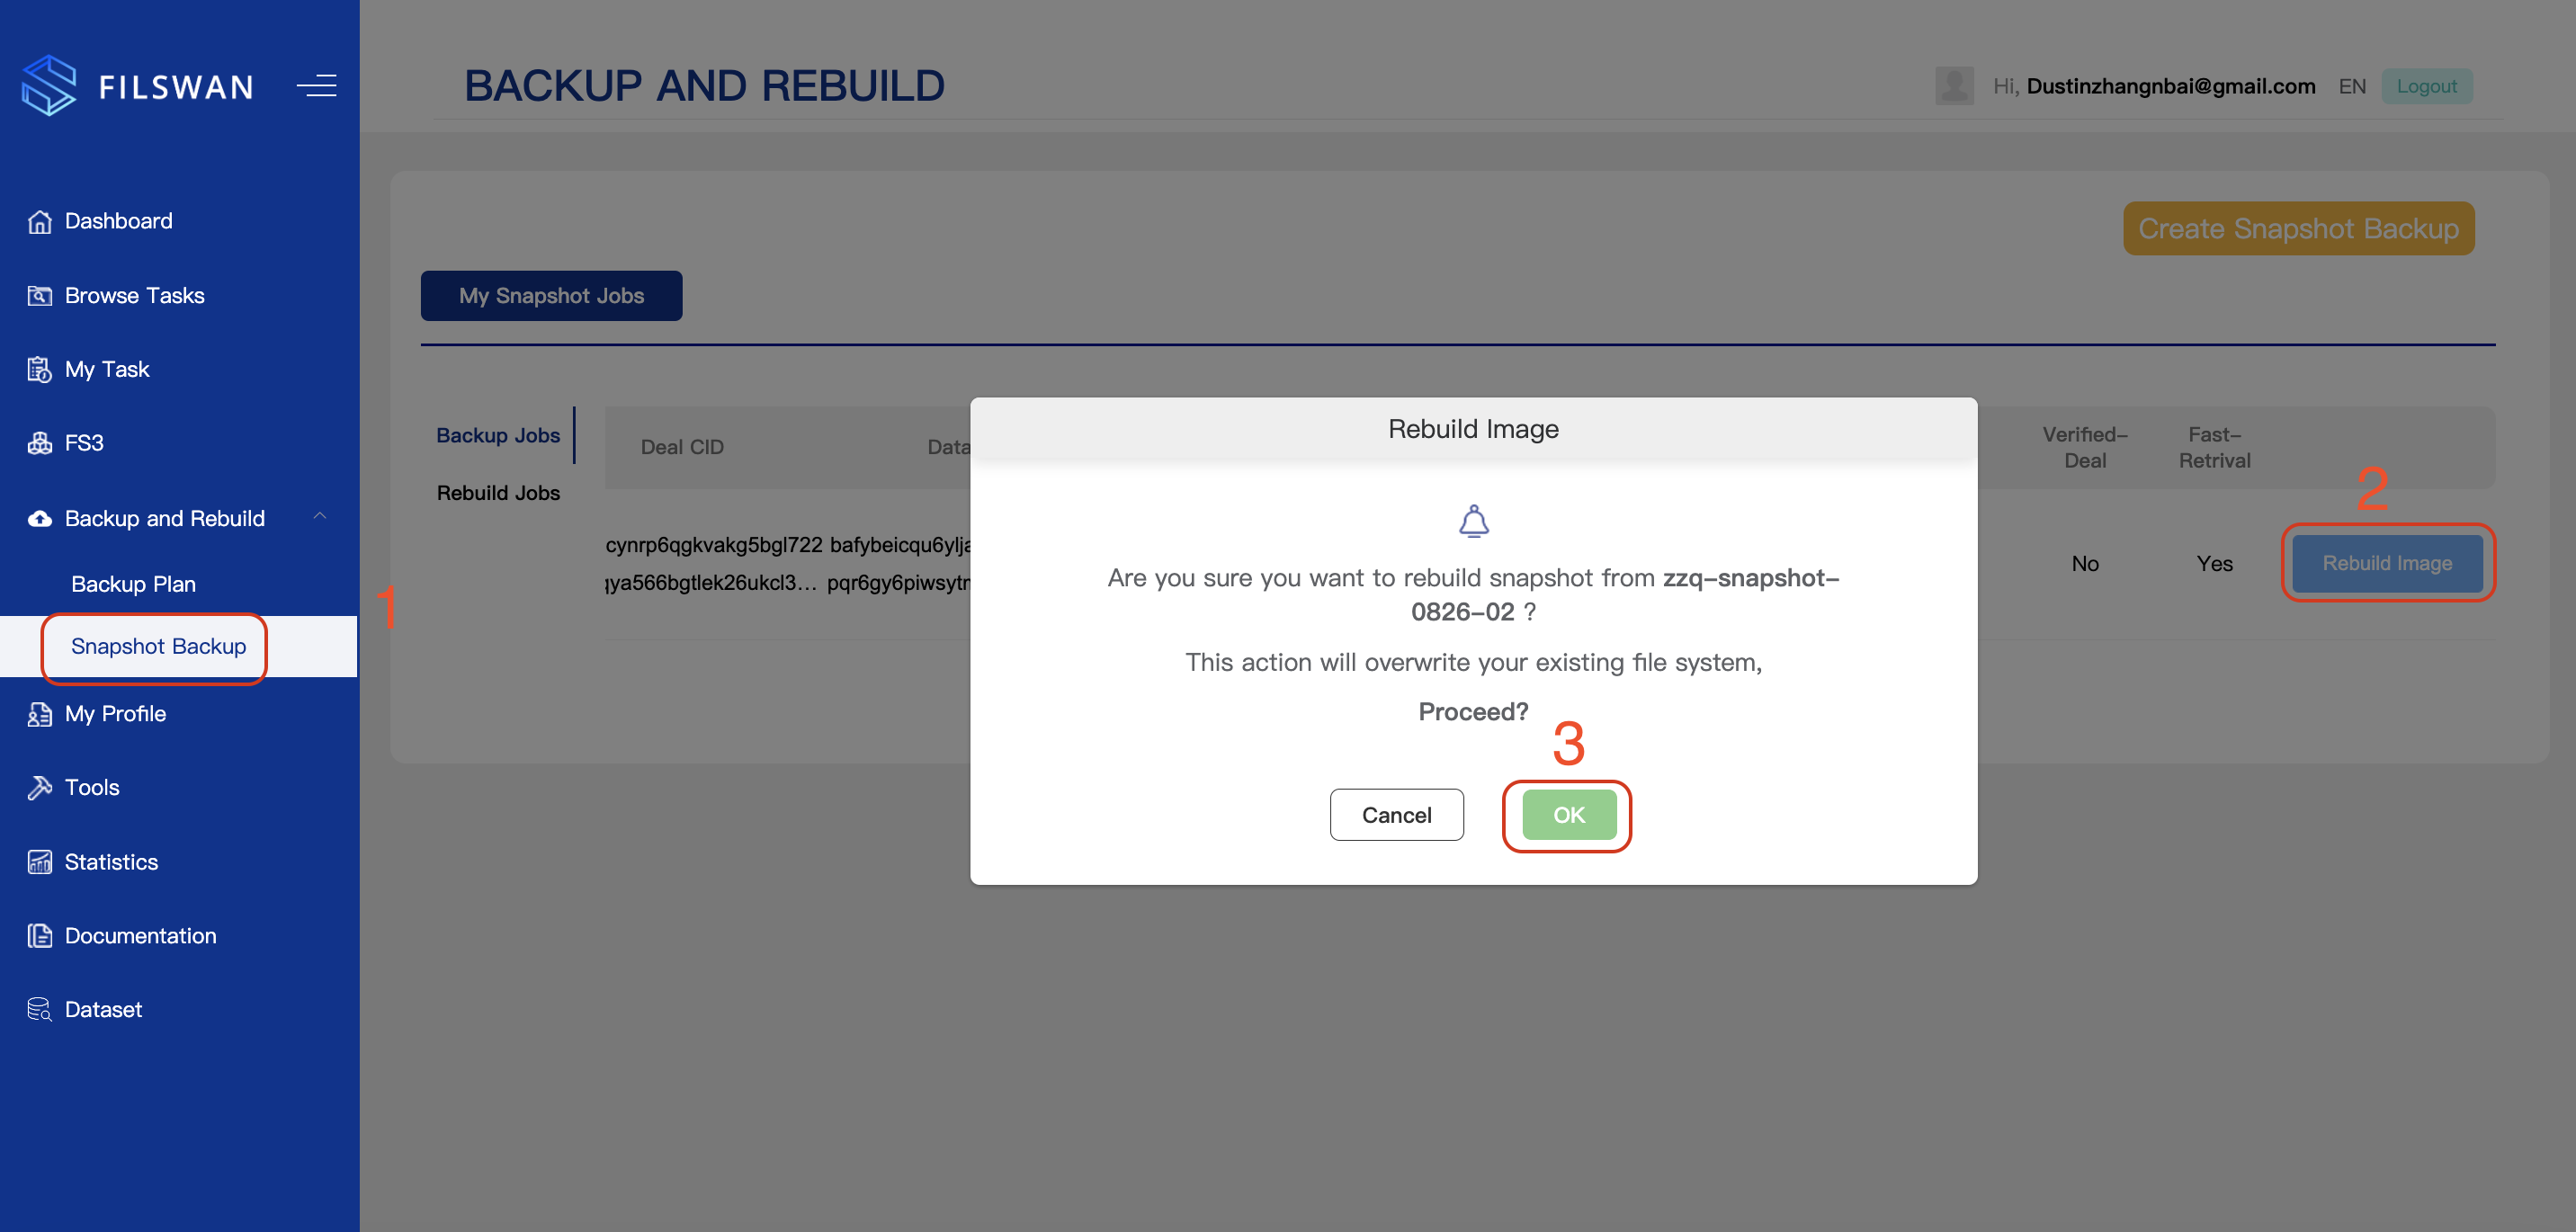 FILSWAN
BACKUP AND REBUILD
Hi, Dustinzhangnbai@gmail.com
EN
Logout
Dashboard
Browse Tasks
My Task
FS3
Backup and Rebuild
Backup Plan
Snapshot Backup
1
My Profile
Tools
Statistics
Documentation
Dataset
Create Snapshot Backup
My Snapshot Jobs
Backup Jobs
Rebuild Jobs
Deal CID
Data
Verified-
Deal
Fast-
Retrival
cynrp6qgkvakg5bgl722 bafybeicqu6ylja
No
Yes
2
Rebuild Image
Rebuild Image
Are you sure you want to rebuild snapshot from zzq-snapshot-
0826-02 ?
This action will overwrite your existing file system,
Proceed?
3
Cancel
OK